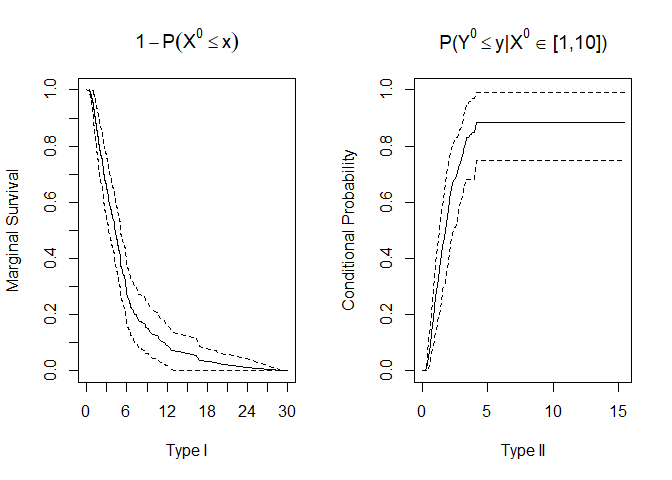 1 − P(X⁰ ≤ x)
Marginal Survival
1.0
0.8
0.6
0.4
0.2
0.0
0 6 12 18 24 30
Type I
P(Y⁰ ≤ y|X⁰ ∈ [1,10])
Conditional Probability
1.0
0.8
0.6
0.4
0.2
0.0
0 5 10 15
Type II